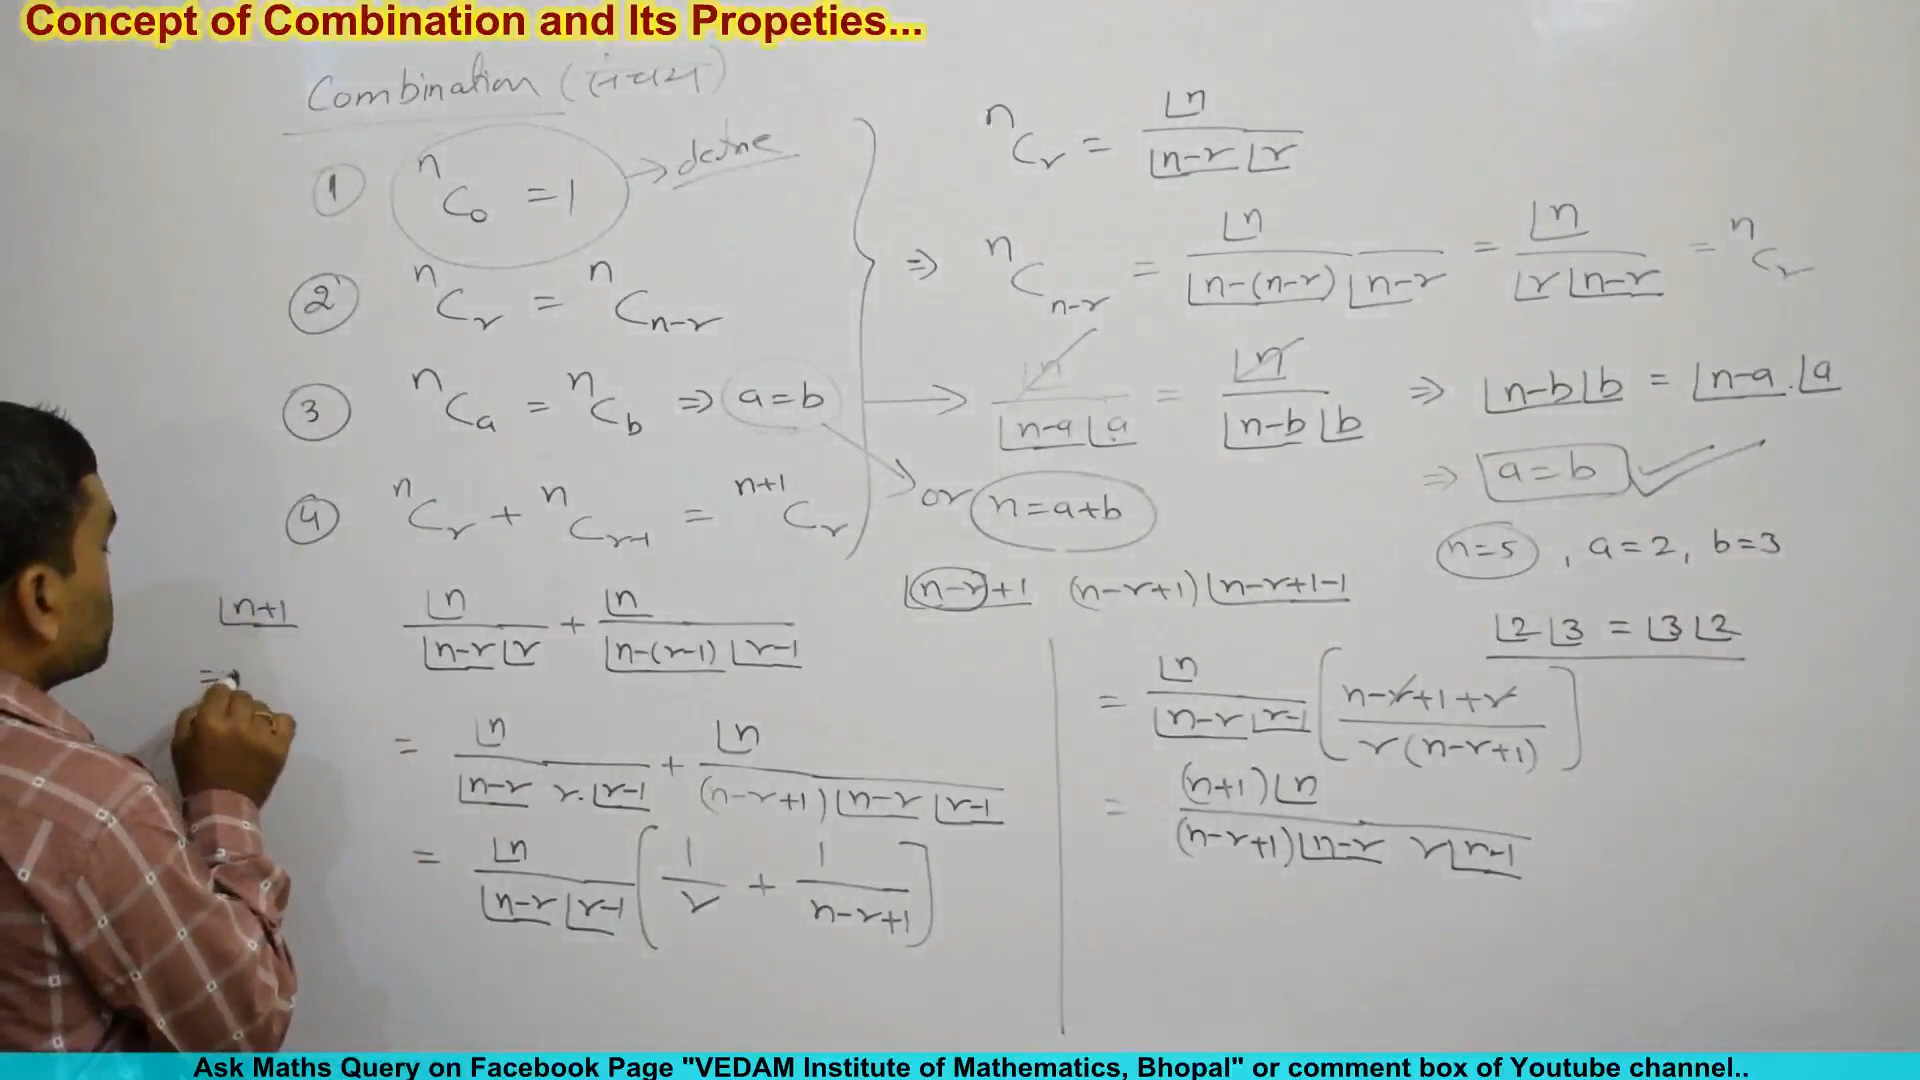 Concept of Combination and Its Propeties...
Combination (संचय)
① ⁿC₀ = 1 → define
② ⁿCᵣ = ⁿCₙ₋ᵣ
③ ⁿCₐ = ⁿC_b ⇒ a=b
④ ⁿCᵣ + ⁿCᵣ₋₁ = ⁿ⁺¹Cᵣ
⌊n+1
=
⌊n / ⌊n-r ⌊r + ⌊n / ⌊n-(r-1) ⌊r-1
= ⌊n / ⌊n-r r.⌊r-1 + ⌊n / (n-r+1)⌊n-r ⌊r-1
= ⌊n / ⌊n-r ⌊r-1 [ 1/r + 1/n-r+1 ]
ⁿCᵣ = ⌊n / ⌊n-r ⌊r
⇒ ⁿCₙ₋ᵣ = ⌊n / ⌊n-(n-r) ⌊n-r = ⌊n / ⌊r ⌊n-r = ⁿCᵣ
→ ⌊n / ⌊n-a ⌊a = ⌊n / ⌊n-b ⌊b ⇒ ⌊n-b ⌊b = ⌊n-a . ⌊a
⇒ a=b ✓
or n=a+b
n=5 , a=2, b=3
⌊n-r+1 (n-r+1)⌊n-r+1-1
⌊2 ⌊3 = ⌊3 ⌊2
= ⌊n / ⌊n-r ⌊r-1 [ n-r+1+r / r(n-r+1) ]
= (n+1)⌊n / (n-r+1)⌊n-r r⌊r-1
Ask Maths Query on Facebook Page "VEDAM Institute of Mathematics, Bhopal" or comment box of Youtube channel..